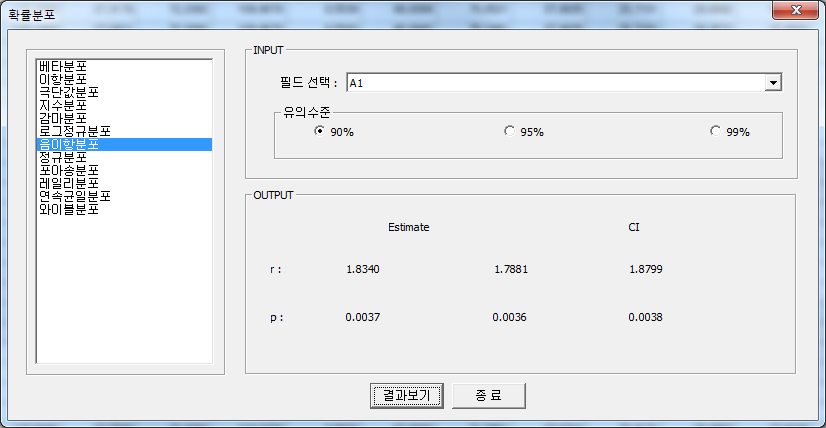 확률분포
베타분포
이항분포
극단값분포
지수분포
감마분포
로그정규분포
음이항분포
정규분포
포아송분포
레일리분포
연속균일분포
와이블분포
INPUT
필드 선택 : A1
유의수준
90% 95% 99%
OUTPUT
Estimate CI
r : 1.8340 1.7881 1.8799
p : 0.0037 0.0036 0.0038
결과보기 종 료